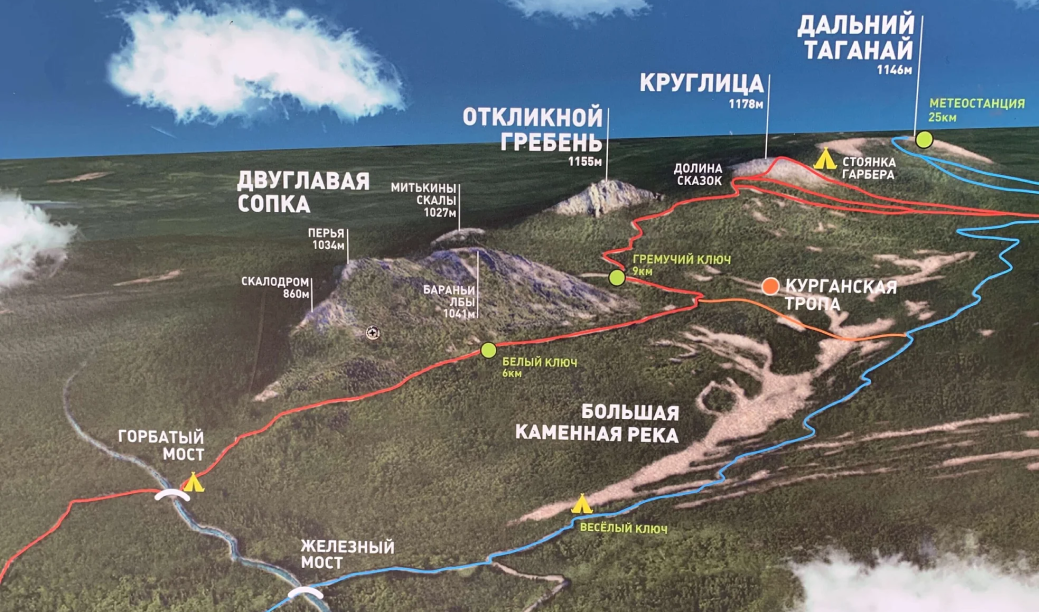 ДАЛЬНИЙ
ТАГАНАЙ
1146м
МЕТЕОСТАНЦИЯ
25км
КРУГЛИЦА
1178м
ОТКЛИКНОЙ
ГРЕБЕНЬ
1155м
ДОЛИНА
СКАЗОК
СТОЯНКА
ГАРБЕРА
ДВУГЛАВАЯ
СОПКА
МИТЬКИНЫ
СКАЛЫ
1027м
ПЕРЬЯ
1034м
ГРЕМУЧИЙ КЛЮЧ
9км
СКАЛОДРОМ
860м
БАРАНЬИ
ЛБЫ
1041м
КУРГАНСКАЯ
ТРОПА
БЕЛЫЙ КЛЮЧ
6км
БОЛЬШАЯ
КАМЕННАЯ РЕКА
ГОРБАТЫЙ
МОСТ
ВЕСЁЛЫЙ КЛЮЧ
ЖЕЛЕЗНЫЙ
МОСТ